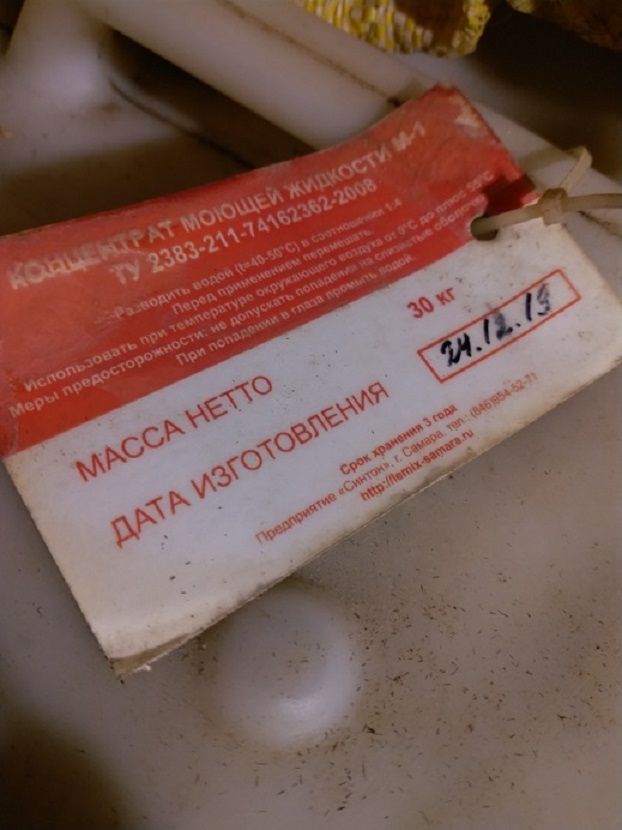 КОНЦЕНТРАТ МОЮЩЕЙ ЖИДКОСТИ М-1
ТУ 2383-211-74162362-2008
Разводить водой (t=40-50°С) в соотношении 1:4
Перед применением перемешать.
Использовать при температуре окружающего воздуха от 0°С до плюс 50°С
Меры предосторожности: не допускать попадания на слизистые оболочки
При попадании в глаза промыть водой.
МАССА НЕТТО 30 кг
ДАТА ИЗГОТОВЛЕНИЯ 24.12.19
Срок хранения 3 года
Предприятие «Синтон», г. Самара, тел.: (846)954-52-71
http://lemix-samara.ru